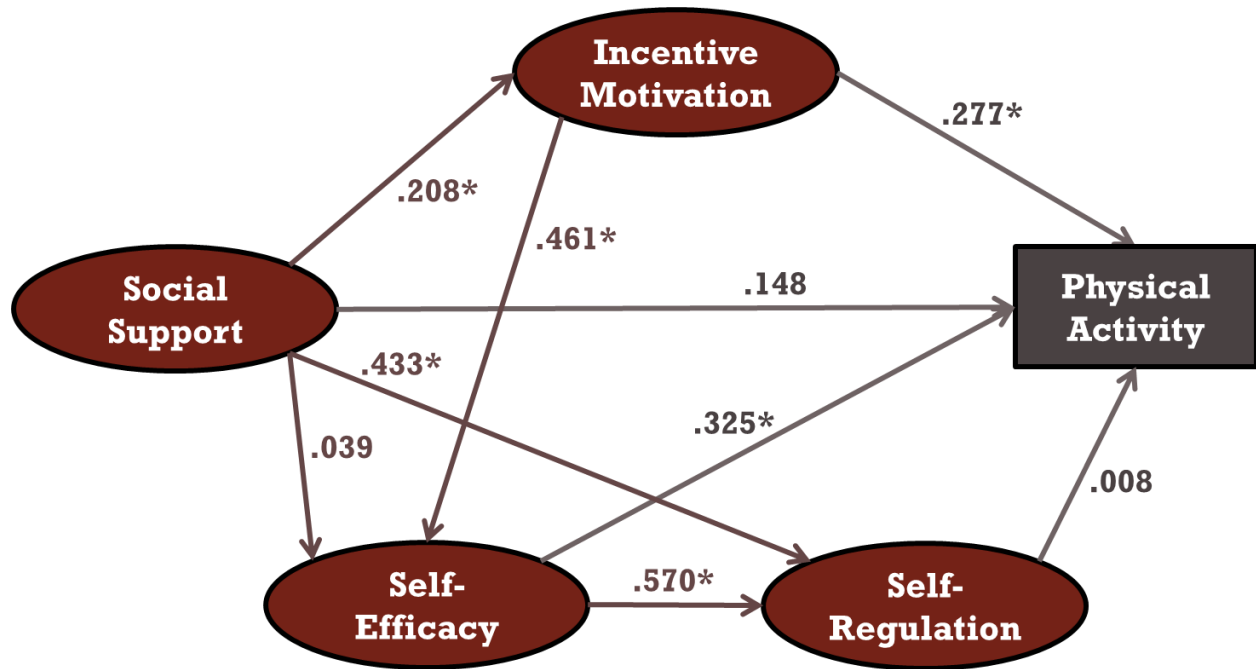 Incentive
Motivation
.277*
.208*
.461*
Social
Support
.148
Physical
Activity
.433*
.325*
.039
.008
Self-
Efficacy
.570*
Self-
Regulation